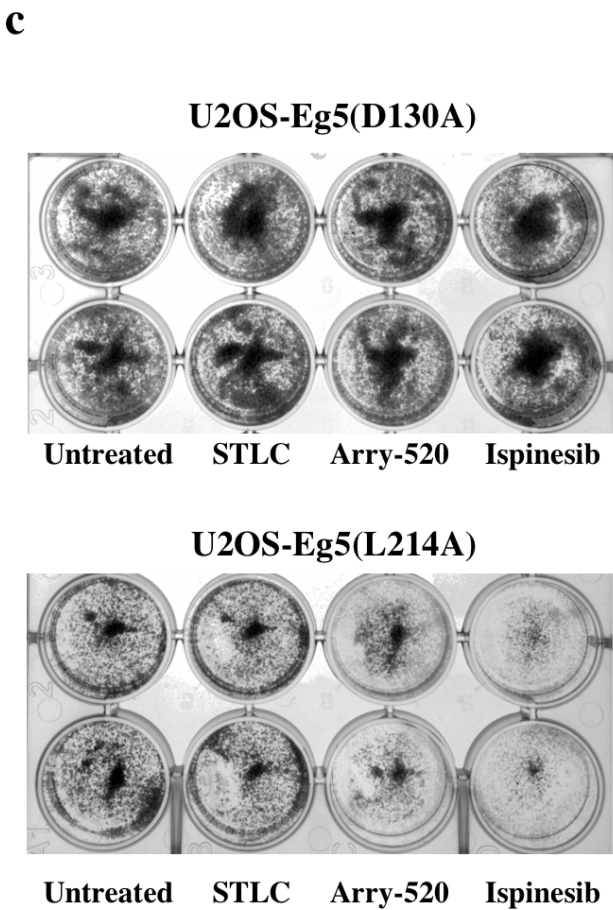 c
U2OS-Eg5(D130A)
Untreated STLC Arry-520 Ispinesib
U2OS-Eg5(L214A)
Untreated STLC Arry-520 Ispinesib